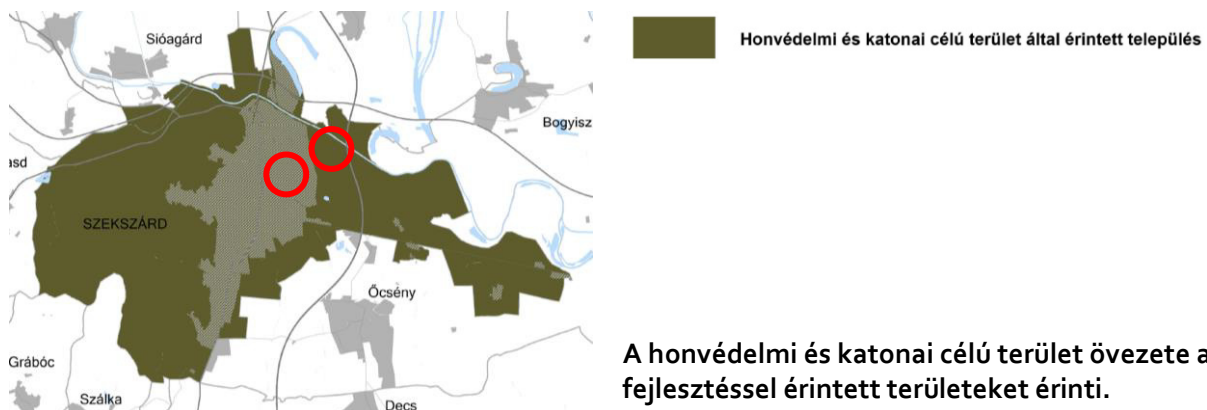 Sióagárd
Honvédelmi és katonai célú terület által érintett település
Bogyisz
asd
SZEKSZÁRD
Őcsény
Grábóc
Szálka
Decs
A honvédelmi és katonai célú terület övezete a
fejlesztéssel érintett területeket érinti.